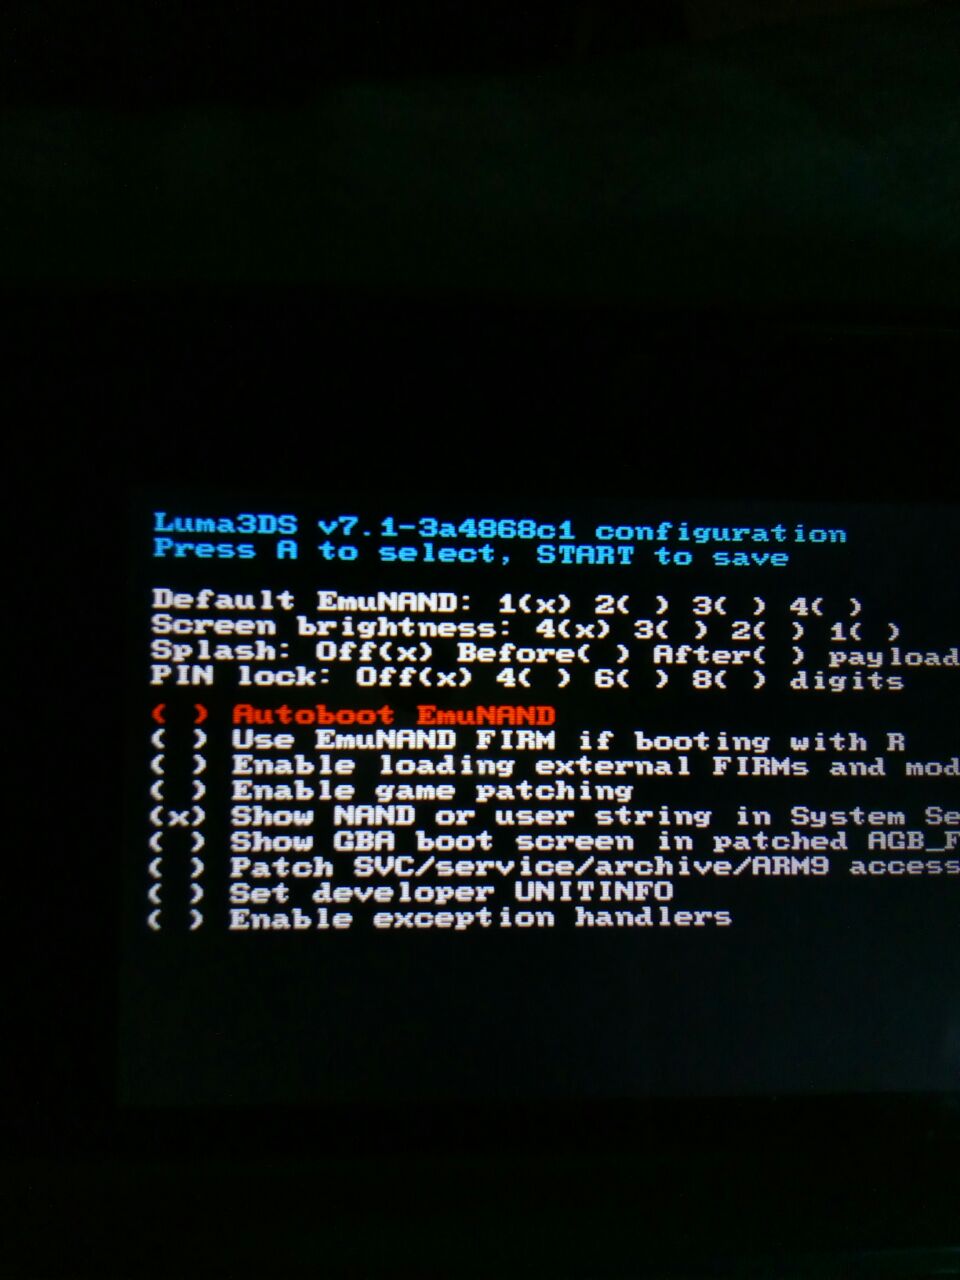 Luma3DS v7.1-3a4868c1 configuration
Press A to select, START to save
Default EmuNAND: 1(x) 2( ) 3( ) 4( )
Screen brightness: 4(x) 3( ) 2( ) 1( )
Splash: Off(x) Before( ) After( ) payload
PIN lock: Off(x) 4( ) 6( ) 8( ) digits
( ) Autoboot EmuNAND
( ) Use EmuNAND FIRM if booting with R
( ) Enable loading external FIRMs and mod
( ) Enable game patching
(x) Show NAND or user string in System Se
( ) Show GBA boot screen in patched AGB_F
( ) Patch SVC/service/archive/ARM9 access
( ) Set developer UNITINFO
( ) Enable exception handlers